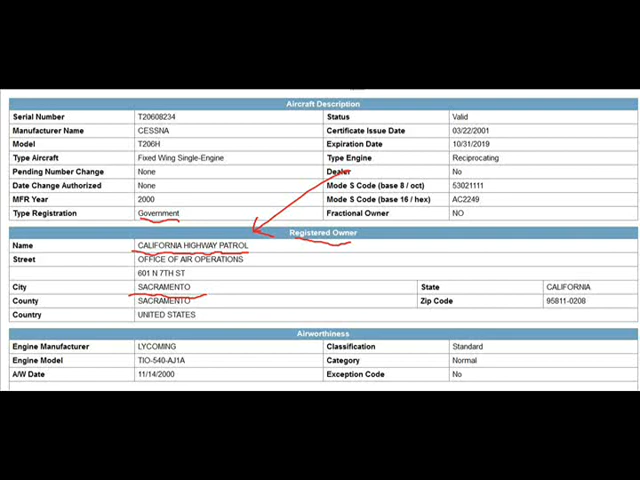 Aircraft Description
Serial Number T20608234 Status Valid
Manufacturer Name CESSNA Certificate Issue Date 03/22/2001
Model T206H Expiration Date 10/31/2019
Type Aircraft Fixed Wing Single-Engine Type Engine Reciprocating
Pending Number Change None Dealer No
Date Change Authorized None Mode S Code (base 8 / oct) 53021111
MFR Year 2000 Mode S Code (base 16 / hex) AC2249
Type Registration Government Fractional Owner NO
Registered Owner
Name CALIFORNIA HIGHWAY PATROL
Street OFFICE OF AIR OPERATIONS
601 N 7TH ST
City SACRAMENTO State CALIFORNIA
County SACRAMENTO Zip Code 95811-0208
Country UNITED STATES
Airworthiness
Engine Manufacturer LYCOMING Classification Standard
Engine Model TIO-540-AJ1A Category Normal
A/W Date 11/14/2000 Exception Code No